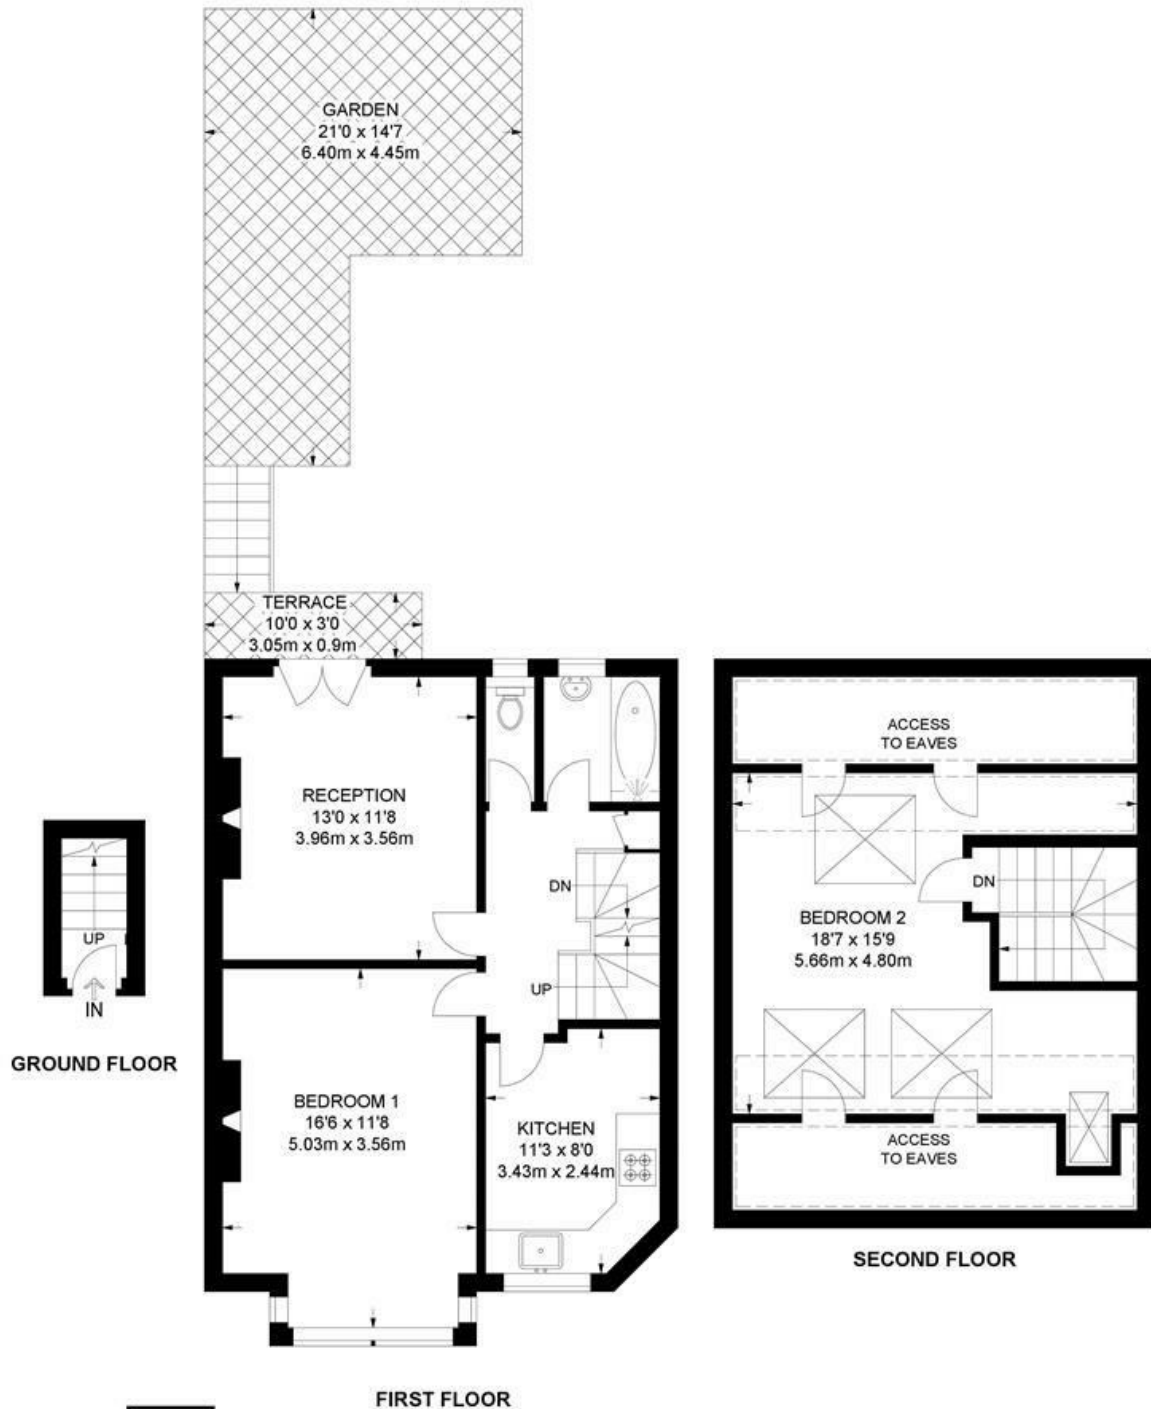 GARDEN
21'0 x 14'7
6.40m x 4.45m
TERRACE
10'0 x 3'0
3.05m x 0.9m
RECEPTION
13'0 x 11'8
3.96m x 3.56m
DN
UP
BEDROOM 1
16'6 x 11'8
5.03m x 3.56m
KITCHEN
11'3 x 8'0
3.43m x 2.44m
FIRST FLOOR
UP
IN
GROUND FLOOR
ACCESS
TO EAVES
DN
BEDROOM 2
18'7 x 15'9
5.66m x 4.80m
ACCESS
TO EAVES
SECOND FLOOR